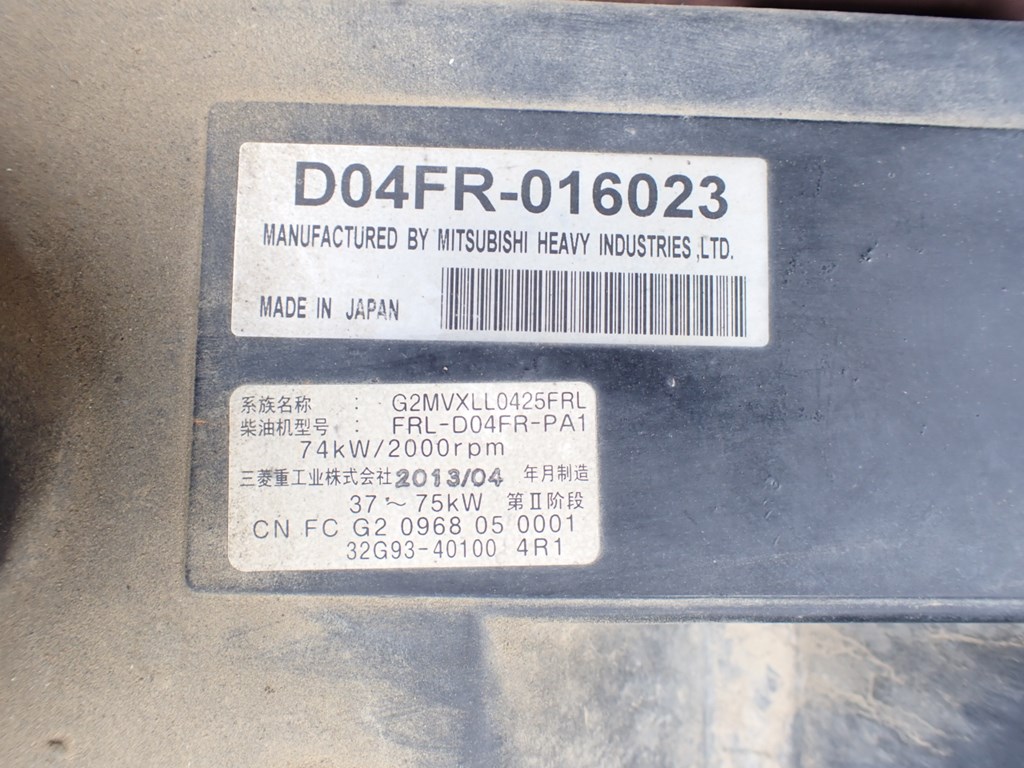 D04FR-016023
MANUFACTURED BY MITSUBISHI HEAVY INDUSTRIES,LTD.
MADE IN JAPAN
系族名称 : G2MVXLL0425FRL
柴油机型号 : FRL-D04FR-PA1
74kW/2000rpm
三菱重工业株式会社 2013/04 年月制造
37～75kW 第Ⅱ阶段
CN FC G2 0968 05 0001
32G93-40100 4R1